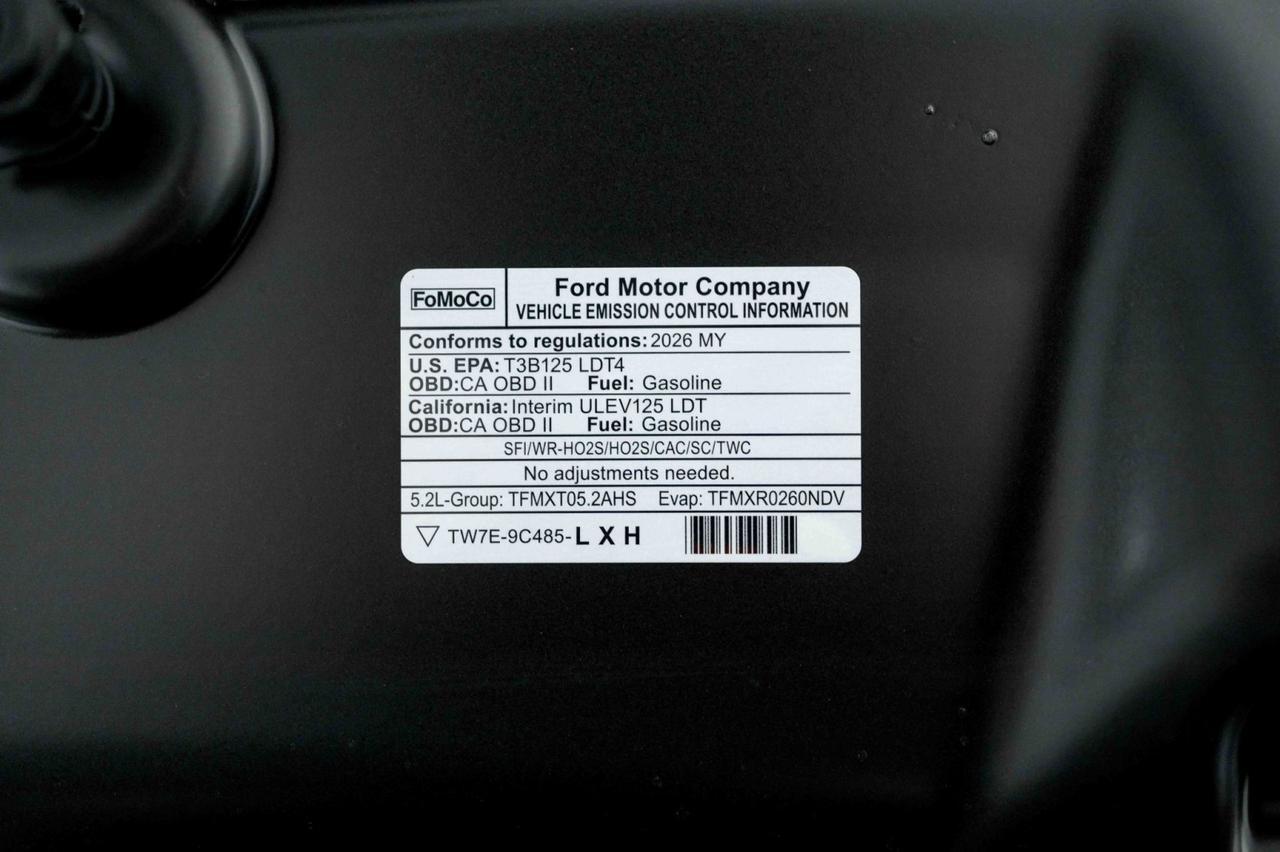 FoMoCo
Ford Motor Company
VEHICLE EMISSION CONTROL INFORMATION
Conforms to regulations: 2026 MY
U.S. EPA: T3B125 LDT4
OBD:CA OBD II Fuel: Gasoline
California: Interim ULEV125 LDT
OBD:CA OBD II Fuel: Gasoline
SFI/WR-HO2S/HO2S/CAC/SC/TWC
No adjustments needed.
5.2L-Group: TFMXT05.2AHS Evap: TFMXR0260NDV
TW7E-9C485-L X H